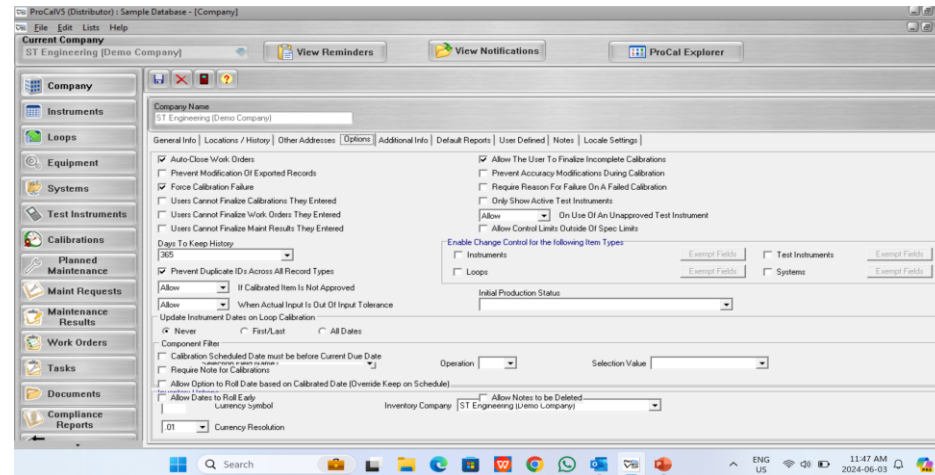 ProCalV5 (Distributor) : Sample Database - [Company]
File Edit Lists Help
Current Company
ST Engineering [Demo Company]
View Reminders
View Notifications
ProCal Explorer
Company
Instruments
Loops
Equipment
Systems
Test Instruments
Calibrations
Planned
Maintenance
Maint Requests
Maintenance
Results
Work Orders
Tasks
Documents
Compliance
Reports
Company Name
ST Engineering (Demo Company)
General Info Locations / History Other Addresses Options Additional Info Default Reports User Defined Notes Locale Settings
Auto-Close Work Orders
Prevent Modification Of Exported Records
Force Calibration Failure
Users Cannot Finalize Calibrations They Entered
Users Cannot Finalize Work Orders They Entered
Users Cannot Finalize Maint Results They Entered
Days To Keep History
365
Prevent Duplicate IDs Across All Record Types
Allow If Calibrated Item Is Not Approved
Allow When Actual Input Is Out Of Input Tolerance
Allow The User To Finalize Incomplete Calibrations
Prevent Accuracy Modifications During Calibration
Require Reason For Failure On A Failed Calibration
Only Show Active Test Instruments
Allow On Use Of An Unapproved Test Instrument
Allow Control Limits Outside Of Spec Limits
Enable Change Control for the following Item Types
Instruments Exempt Fields Test Instruments Exempt Fields
Loops Exempt Fields Systems Exempt Fields
Initial Production Status
Update Instrument Dates on Loop Calibration
Never First/Last All Dates
Component Filter
Calibration Scheduled Date must be before Current Due Date
Operation Selection Value
Require Note for Calibrations
Allow Option to Roll Date based on Calibrated Date (Override Keep on Schedule)
Allow Dates to Roll Early Allow Notes to be Deleted
Currency Symbol Inventory Company ST Engineering (Demo Company)
.01 Currency Resolution
Search
ENG
US
11:47 AM
2024-06-03